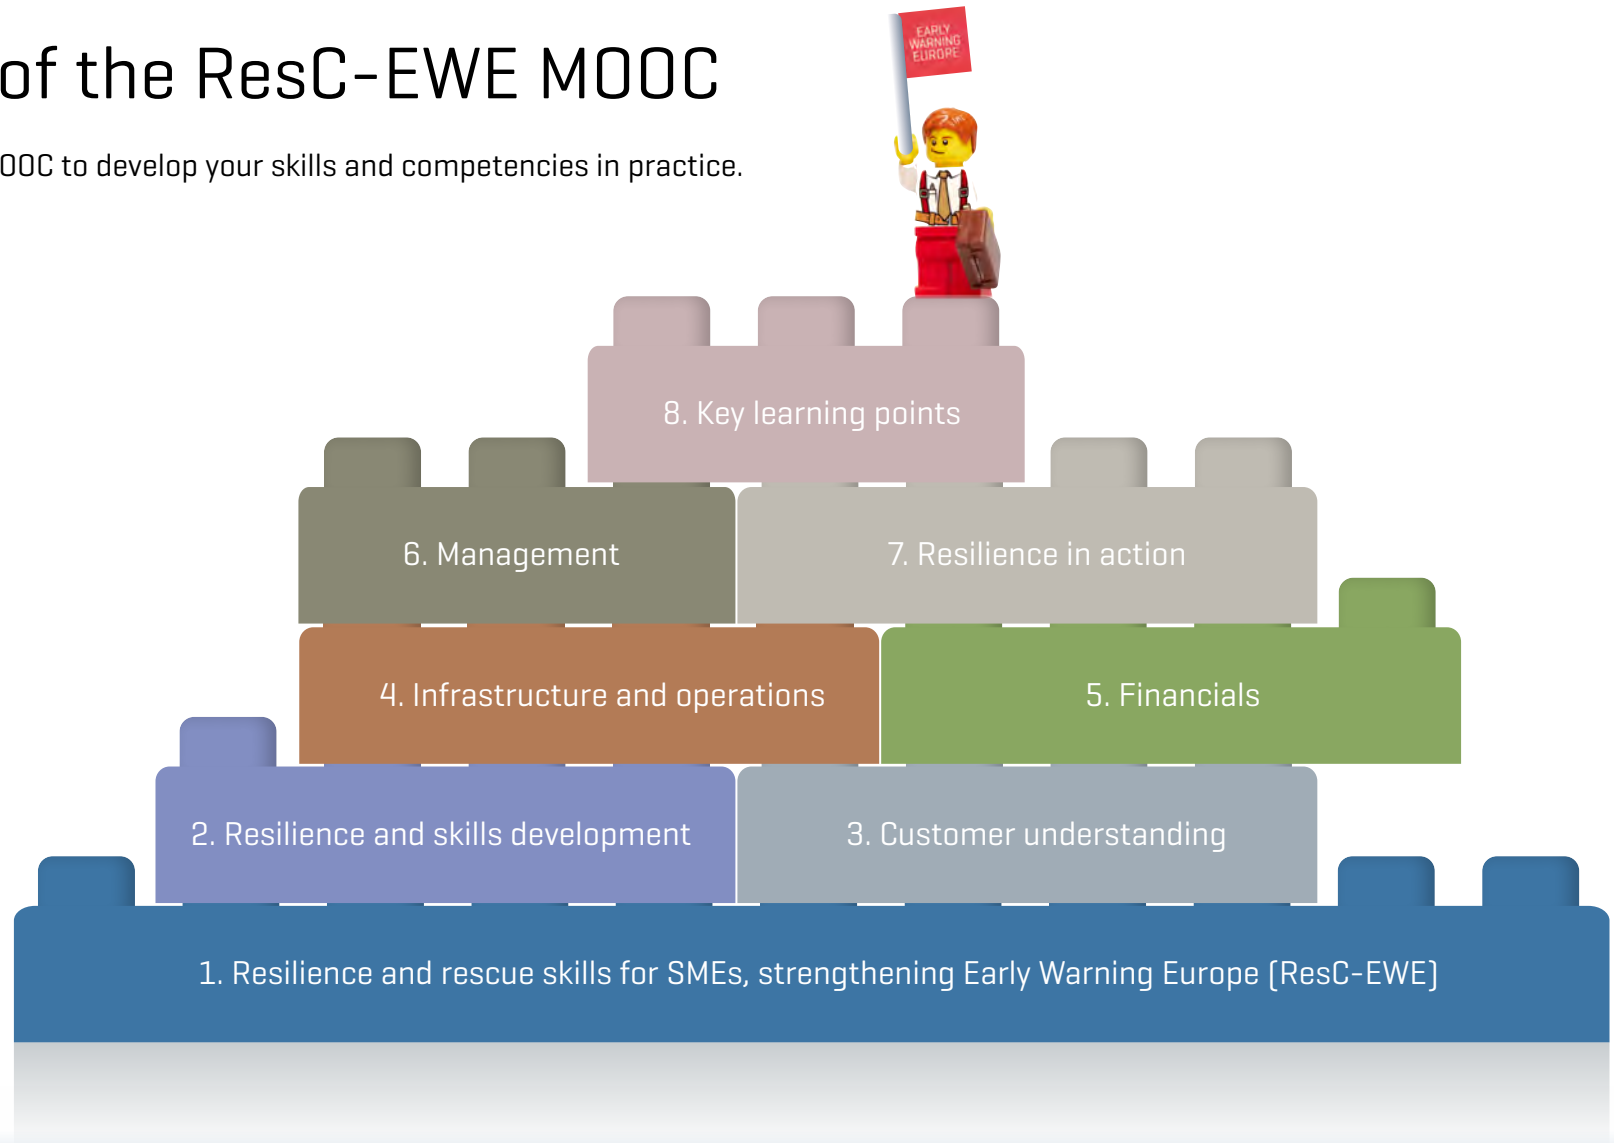 of the ResC-EWE MOOC
OOC to develop your skills and competencies in practice.
EARLY
WARNING
EUROPE
8. Key learning points
6. Management
7. Resilience in action
4. Infrastructure and operations
5. Financials
2. Resilience and skills development
3. Customer understanding
1. Resilience and rescue skills for SMEs, strengthening Early Warning Europe (ResC-EWE)